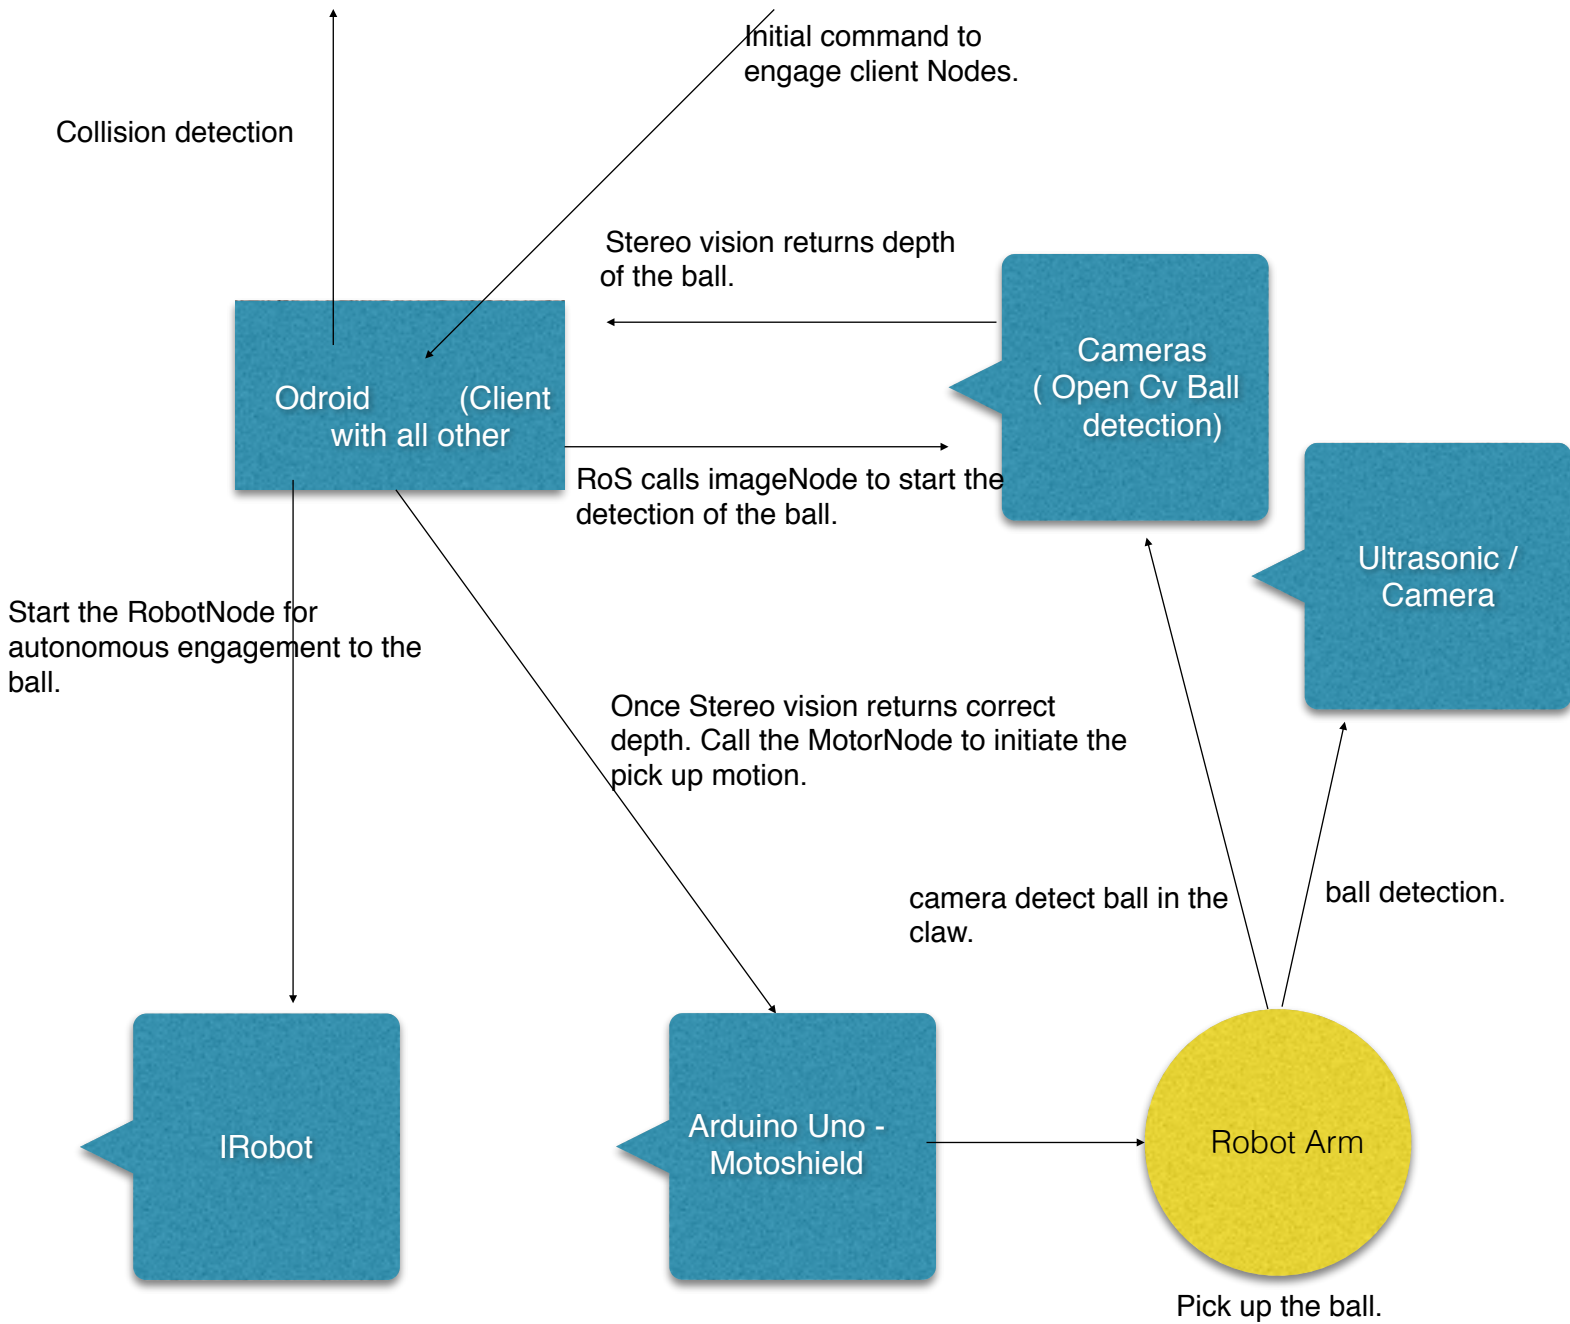 Initial command to
engage client Nodes.
Collision detection
Stereo vision returns depth
of the ball.
Cameras
( Open Cv Ball
detection)
Odroid (Client
with all other
RoS calls imageNode to start the
detection of the ball.
Ultrasonic /
Camera
Start the RobotNode for
autonomous engagement to the
ball.
Once Stereo vision returns correct
depth. Call the MotorNode to initiate the
pick up motion.
camera detect ball in the
claw.
ball detection.
IRobot
Arduino Uno -
Motoshield
Robot Arm
Pick up the ball.